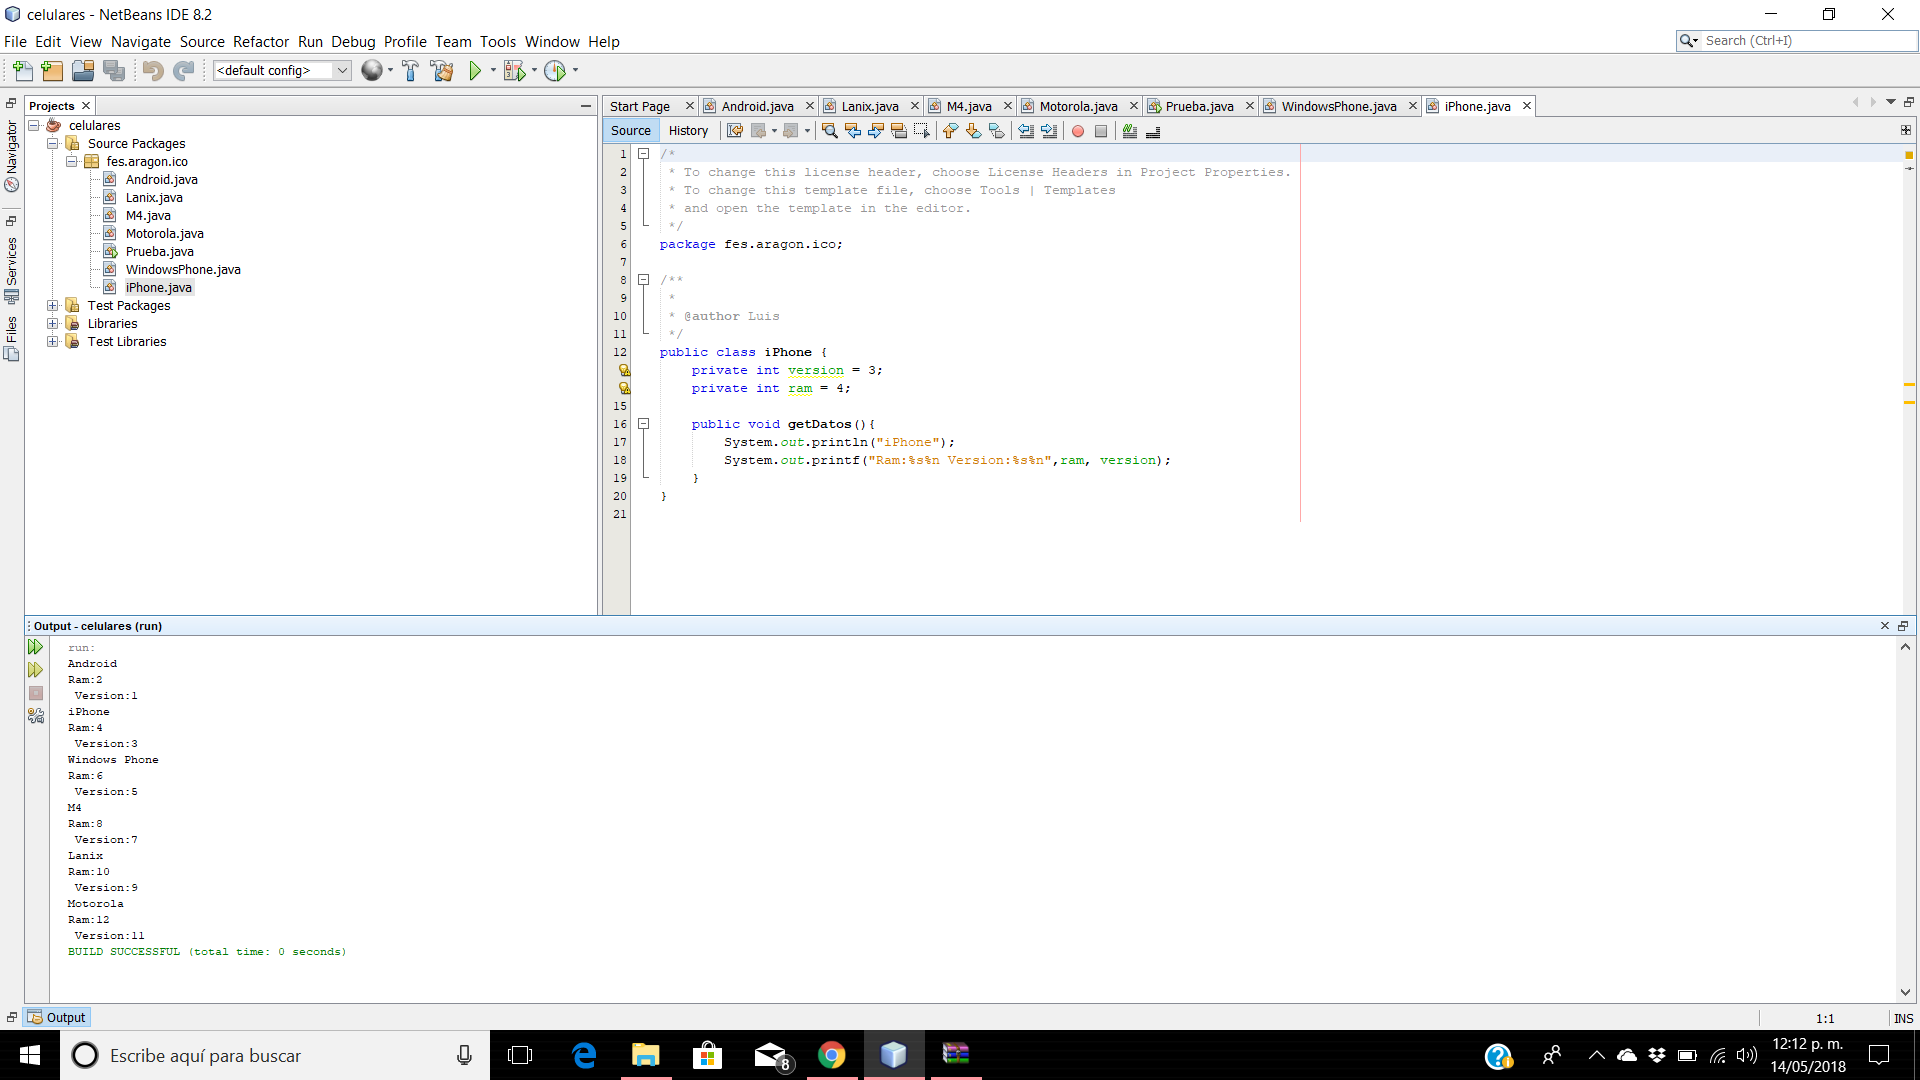 celulares - NetBeans IDE 8.2
File Edit View Navigate Source Refactor Run Debug Profile Team Tools Window Help
Search (Ctrl+I)
<default config>
Projects
Start Page Android.java Lanix.java M4.java Motorola.java Prueba.java WindowsPhone.java iPhone.java
Navigator
Services
Files
celulares
Source Packages
fes.aragon.ico
Android.java
Lanix.java
M4.java
Motorola.java
Prueba.java
WindowsPhone.java
iPhone.java
Test Packages
Libraries
Test Libraries
Source History
1 /*
2  * To change this license header, choose License Headers in Project Properties.
3  * To change this template file, choose Tools | Templates
4  * and open the template in the editor.
5  */
6 package fes.aragon.ico;
7
8 /**
9  *
10  * @author Luis
11  */
12 public class iPhone {
private int version = 3;
private int ram = 4;
15
16 public void getDatos(){
17 System.out.println("iPhone");
18 System.out.printf("Ram:%s%n Version:%s%n",ram, version);
19 }
20 }
21
Output - celulares (run)
run:
Android
Ram:2
 Version:1
iPhone
Ram:4
 Version:3
Windows Phone
Ram:6
 Version:5
M4
Ram:8
 Version:7
Lanix
Ram:10
 Version:9
Motorola
Ram:12
 Version:11
BUILD SUCCESSFUL (total time: 0 seconds)
Output
1:1 INS
Escribe aquí para buscar
8
12:12 p. m.
14/05/2018